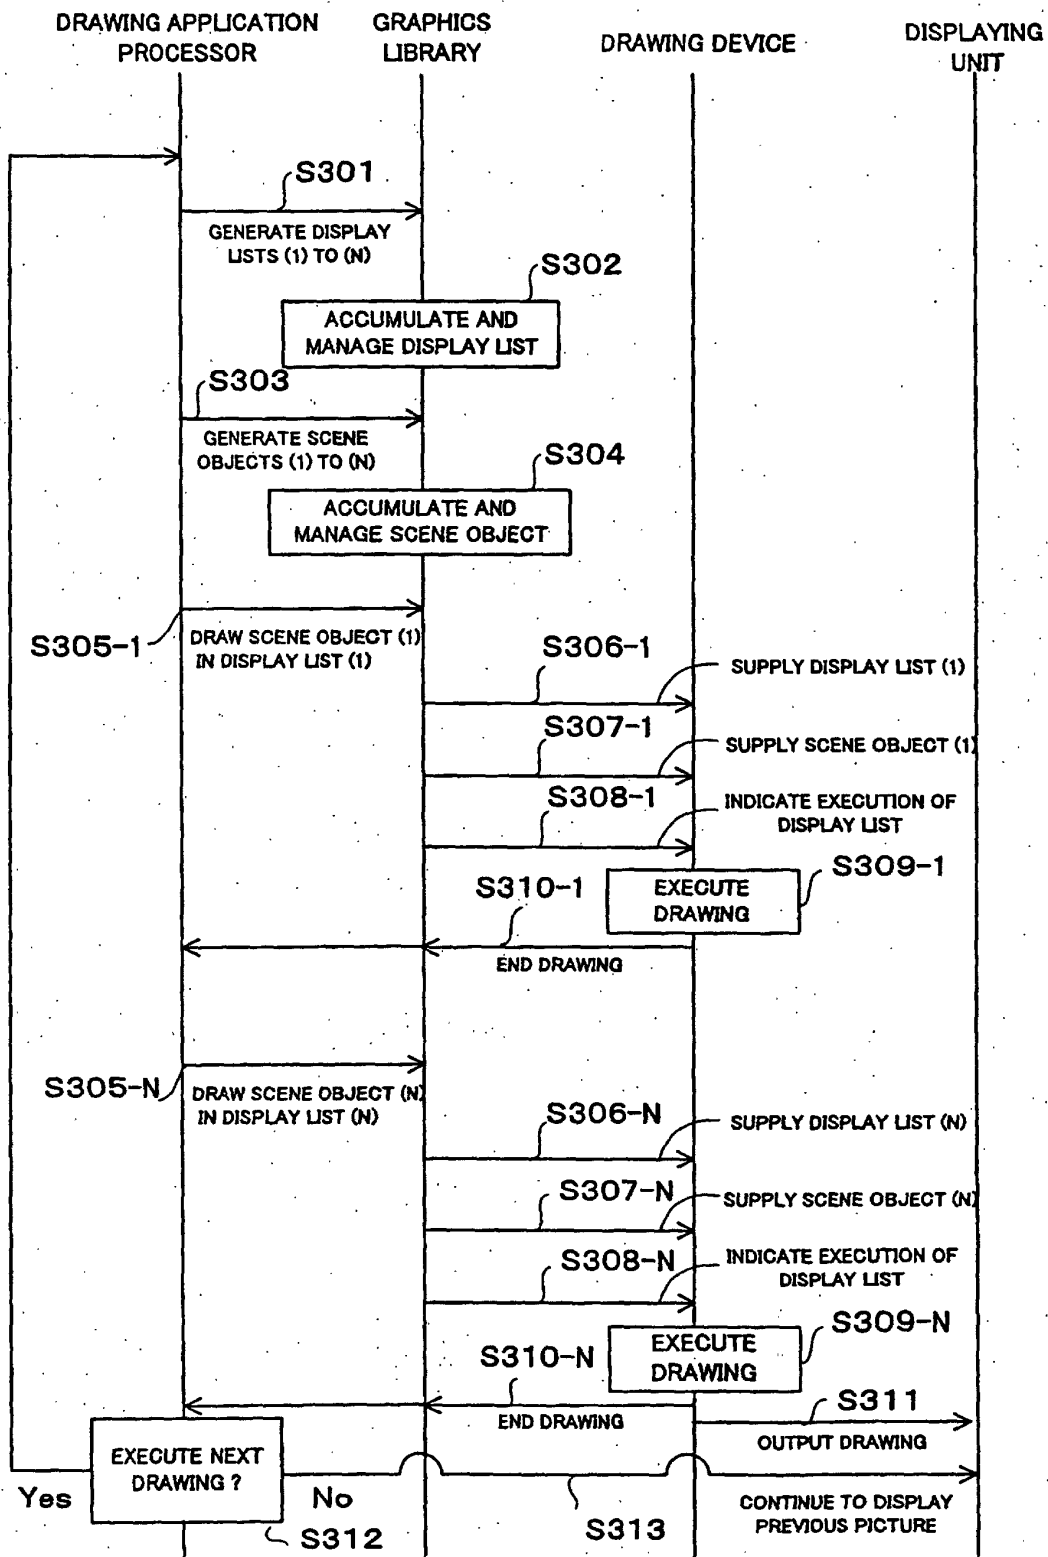 DRAWING APPLICATION
PROCESSOR
GRAPHICS
LIBRARY
DRAWING DEVICE
DISPLAYING
UNIT
S301
GENERATE DISPLAY
LISTS (1) TO (N)
S302
ACCUMULATE AND
MANAGE DISPLAY LIST
S303
GENERATE SCENE
OBJECTS (1) TO (N)
S304
ACCUMULATE AND
MANAGE SCENE OBJECT
S305-1
DRAW SCENE OBJECT (1)
IN DISPLAY LIST (1)
S306-1
SUPPLY DISPLAY LIST (1)
S307-1
SUPPLY SCENE OBJECT (1)
S308-1
INDICATE EXECUTION OF
DISPLAY LIST
EXECUTE
DRAWING
S309-1
S310-1
END DRAWING
S305-N
DRAW SCENE OBJECT (N)
IN DISPLAY LIST (N)
S306-N
SUPPLY DISPLAY LIST (N)
S307-N
SUPPLY SCENE OBJECT (N)
S308-N
INDICATE EXECUTION OF
DISPLAY LIST
EXECUTE
DRAWING
S309-N
S310-N
END DRAWING
S311
OUTPUT DRAWING
EXECUTE NEXT
DRAWING ?
Yes
No
S312
S313
CONTINUE TO DISPLAY
PREVIOUS PICTURE